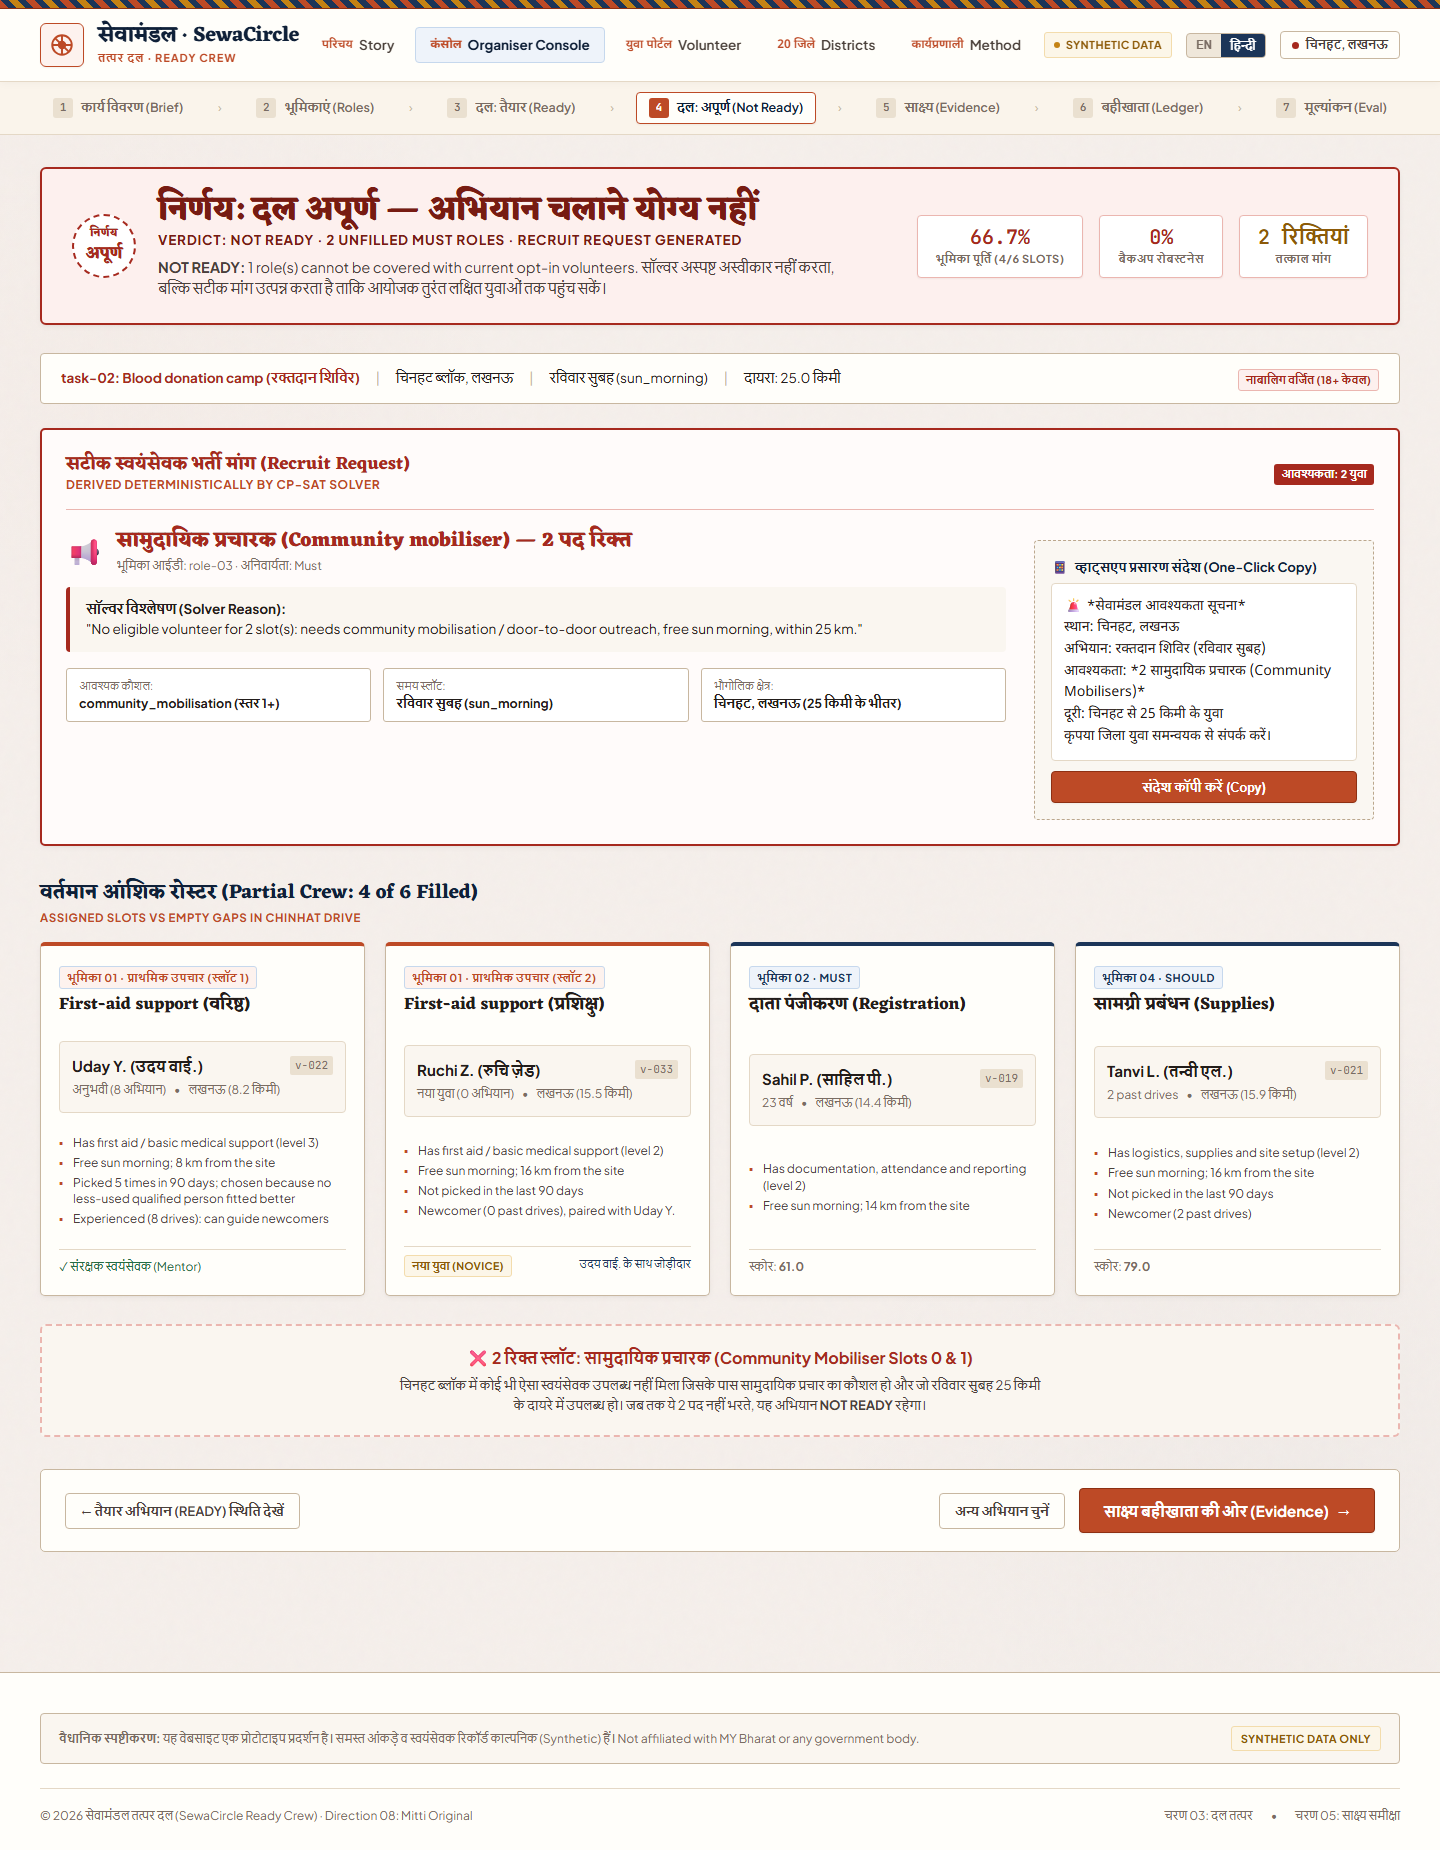 सेवामंडल · SewaCircle
तत्पर दल · READY CREW
परिचय Story
कंसोल Organiser Console
युवा पोर्टल Volunteer
20 जिले Districts
कार्यप्रणाली Method
SYNTHETIC DATA
EN हिन्दी
चिनहट, लखनऊ
1 कार्य विवरण (Brief)
2 भूमिकाएं (Roles)
3 दल: तैयार (Ready)
4 दल: अपूर्ण (Not Ready)
5 साक्ष्य (Evidence)
6 बहीखाता (Ledger)
7 मूल्यांकन (Eval)
निर्णय
अपूर्ण
निर्णय: दल अपूर्ण — अभियान चलाने योग्य नहीं
VERDICT: NOT READY · 2 UNFILLED MUST ROLES · RECRUIT REQUEST GENERATED
NOT READY: 1 role(s) cannot be covered with current opt-in volunteers. सॉल्वर अस्पष्ट अस्वीकार नहीं करता,
बल्कि सटीक मांग उत्पन्न करता है ताकि आयोजक तुरंत लक्षित युवाओं तक पहुंच सकें।
66.7%
भूमिका पूर्ति (4/6 SLOTS)
0%
बैकअप रोबस्टनेस
2 रिक्तियां
तत्काल मांग
task-02: Blood donation camp (रक्तदान शिविर) | चिनहट ब्लॉक, लखनऊ | रविवार सुबह (sun_morning) | दायरा: 25.0 किमी
नाबालिग वर्जित (18+ केवल)
सटीक स्वयंसेवक भर्ती मांग (Recruit Request)
DERIVED DETERMINISTICALLY BY CP-SAT SOLVER
आवश्यकता: 2 युवा
सामुदायिक प्रचारक (Community mobiliser) — 2 पद रिक्त
भूमिका आईडी: role-03 · अनिवार्यता: Must
सॉल्वर विश्लेषण (Solver Reason):
"No eligible volunteer for 2 slot(s): needs community mobilisation / door-to-door outreach, free sun morning, within 25 km."
आवश्यक कौशल:
community_mobilisation (स्तर 1+)
समय स्लॉट:
रविवार सुबह (sun_morning)
भौगोलिक क्षेत्र:
चिनहट, लखनऊ (25 किमी के भीतर)
व्हाट्सएप प्रसारण संदेश (One-Click Copy)
*सेवामंडल आवश्यकता सूचना*
स्थान: चिनहट, लखनऊ
अभियान: रक्तदान शिविर (रविवार सुबह)
आवश्यकता: *2 सामुदायिक प्रचारक (Community
Mobilisers)*
दूरी: चिनहट से 25 किमी के युवा
कृपया जिला युवा समन्वयक से संपर्क करें।
संदेश कॉपी करें (Copy)
वर्तमान आंशिक रोस्टर (Partial Crew: 4 of 6 Filled)
ASSIGNED SLOTS VS EMPTY GAPS IN CHINHAT DRIVE
भूमिका 01 · प्राथमिक उपचार (स्लॉट 1)
First-aid support (वरिष्ठ)
Uday Y. (उदय वाई.)
v-022
अनुभवी (8 अभियान) • लखनऊ (8.2 किमी)
Has first aid / basic medical support (level 3)
Free sun morning; 8 km from the site
Picked 5 times in 90 days; chosen because no
less-used qualified person fitted better
Experienced (8 drives): can guide newcomers
✓ संरक्षक स्वयंसेवक (Mentor)
भूमिका 01 · प्राथमिक उपचार (स्लॉट 2)
First-aid support (प्रशिक्षु)
Ruchi Z. (रुचि ज़ेड)
v-033
नया युवा (0 अभियान) • लखनऊ (15.5 किमी)
Has first aid / basic medical support (level 2)
Free sun morning; 16 km from the site
Not picked in the last 90 days
Newcomer (0 past drives), paired with Uday Y.
नया युवा (NOVICE)
उदय वाई. के साथ जोड़ीदार
भूमिका 02 · MUST
दाता पंजीकरण (Registration)
Sahil P. (साहिल पी.)
v-019
23 वर्ष • लखनऊ (14.4 किमी)
Has documentation, attendance and reporting
(level 2)
Free sun morning; 14 km from the site
स्कोर: 61.0
भूमिका 04 · SHOULD
सामग्री प्रबंधन (Supplies)
Tanvi L. (तन्वी एल.)
v-021
2 past drives • लखनऊ (15.9 किमी)
Has logistics, supplies and site setup (level 2)
Free sun morning; 16 km from the site
Not picked in the last 90 days
Newcomer (2 past drives)
स्कोर: 79.0
❌ 2 रिक्त स्लॉट: सामुदायिक प्रचारक (Community Mobiliser Slots 0 & 1)
चिनहट ब्लॉक में कोई भी ऐसा स्वयंसेवक उपलब्ध नहीं मिला जिसके पास सामुदायिक प्रचार का कौशल हो और जो रविवार सुबह 25 किमी
के दायरे में उपलब्ध हो। जब तक ये 2 पद नहीं भरते, यह अभियान NOT READY रहेगा।
← तैयार अभियान (READY) स्थिति देखें
अन्य अभियान चुनें
साक्ष्य बहीखाता की ओर (Evidence) →
वैधानिक स्पष्टीकरण: यह वेबसाइट एक प्रोटोटाइप प्रदर्शन है। समस्त आंकड़े व स्वयंसेवक रिकॉर्ड काल्पनिक (Synthetic) हैं। Not affiliated with MY Bharat or any government body.
SYNTHETIC DATA ONLY
© 2026 सेवामंडल तत्पर दल (SewaCircle Ready Crew) · Direction 08: Mitti Original
चरण 03: दल तत्पर • चरण 05: साक्ष्य समीक्षा